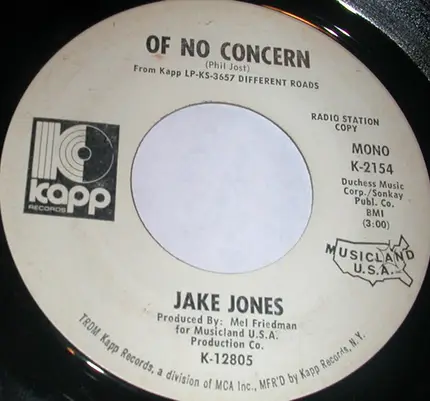 OF NO CONCERN
(Phil Jost)
From Kapp LP-KS-3657 DIFFERENT ROADS
RADIO STATION
COPY
MONO
K-2154
Duchess Music
Corp./Sonkay
Publ. Co.
BMI
(3:00)
kapp
RECORDS
MUSICLAND
U.S.A.
JAKE JONES
Produced By: Mel Friedman
for Musicland U.S.A.
Production Co.
K-12805
TRDM Kapp Records, a division of MCA Inc., MFR'D by Kapp Records, N.Y.